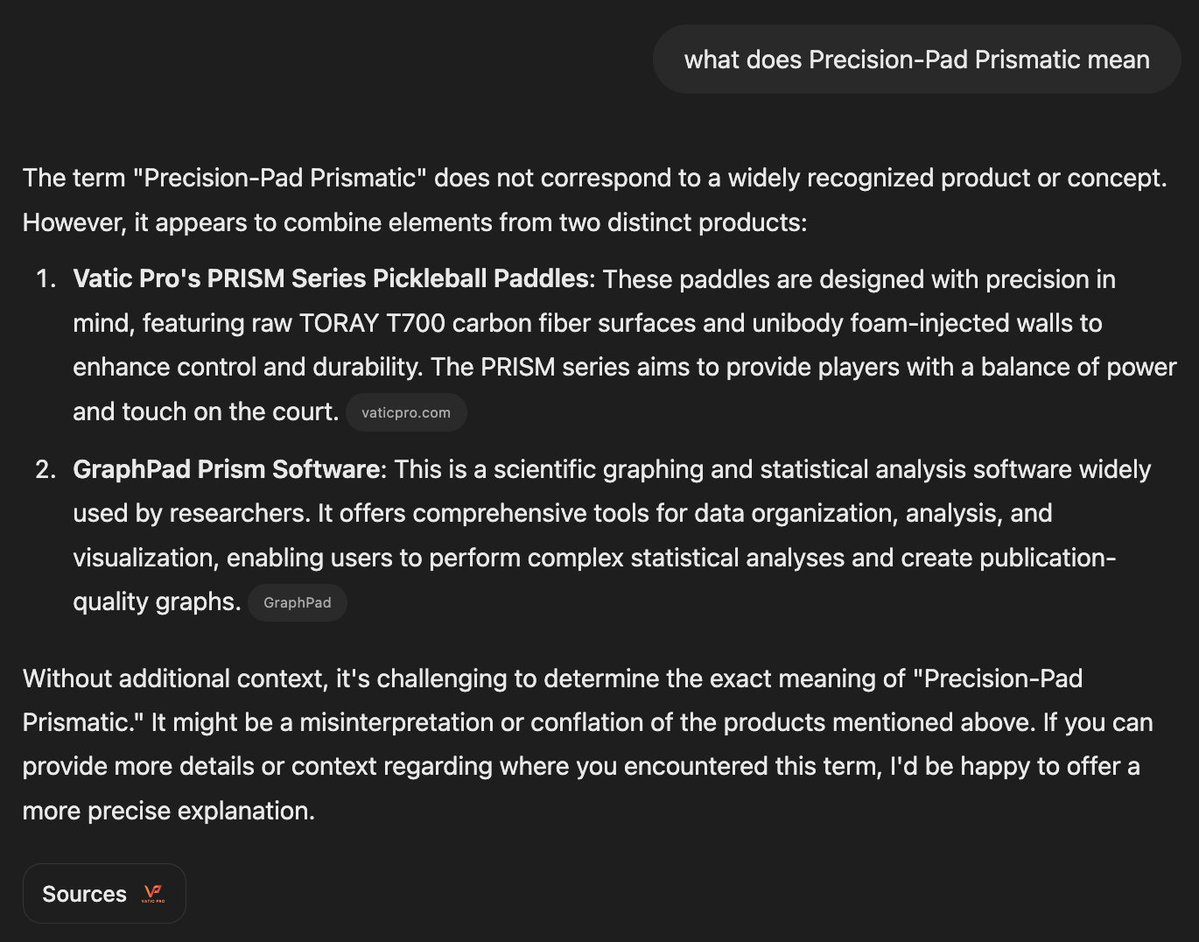 what does Precision-Pad Prismatic mean
The term "Precision-Pad Prismatic" does not correspond to a widely recognized product or concept.
However, it appears to combine elements from two distinct products:
1. Vatic Pro's PRISM Series Pickleball Paddles: These paddles are designed with precision in
mind, featuring raw TORAY T700 carbon fiber surfaces and unibody foam-injected walls to
enhance control and durability. The PRISM series aims to provide players with a balance of power
and touch on the court. vaticpro.com
2. GraphPad Prism Software: This is a scientific graphing and statistical analysis software widely
used by researchers. It offers comprehensive tools for data organization, analysis, and
visualization, enabling users to perform complex statistical analyses and create publication-
quality graphs. GraphPad
Without additional context, it's challenging to determine the exact meaning of "Precision-Pad
Prismatic." It might be a misinterpretation or conflation of the products mentioned above. If you can
provide more details or context regarding where you encountered this term, I'd be happy to offer a
more precise explanation.
Sources VP
VATIC PRO